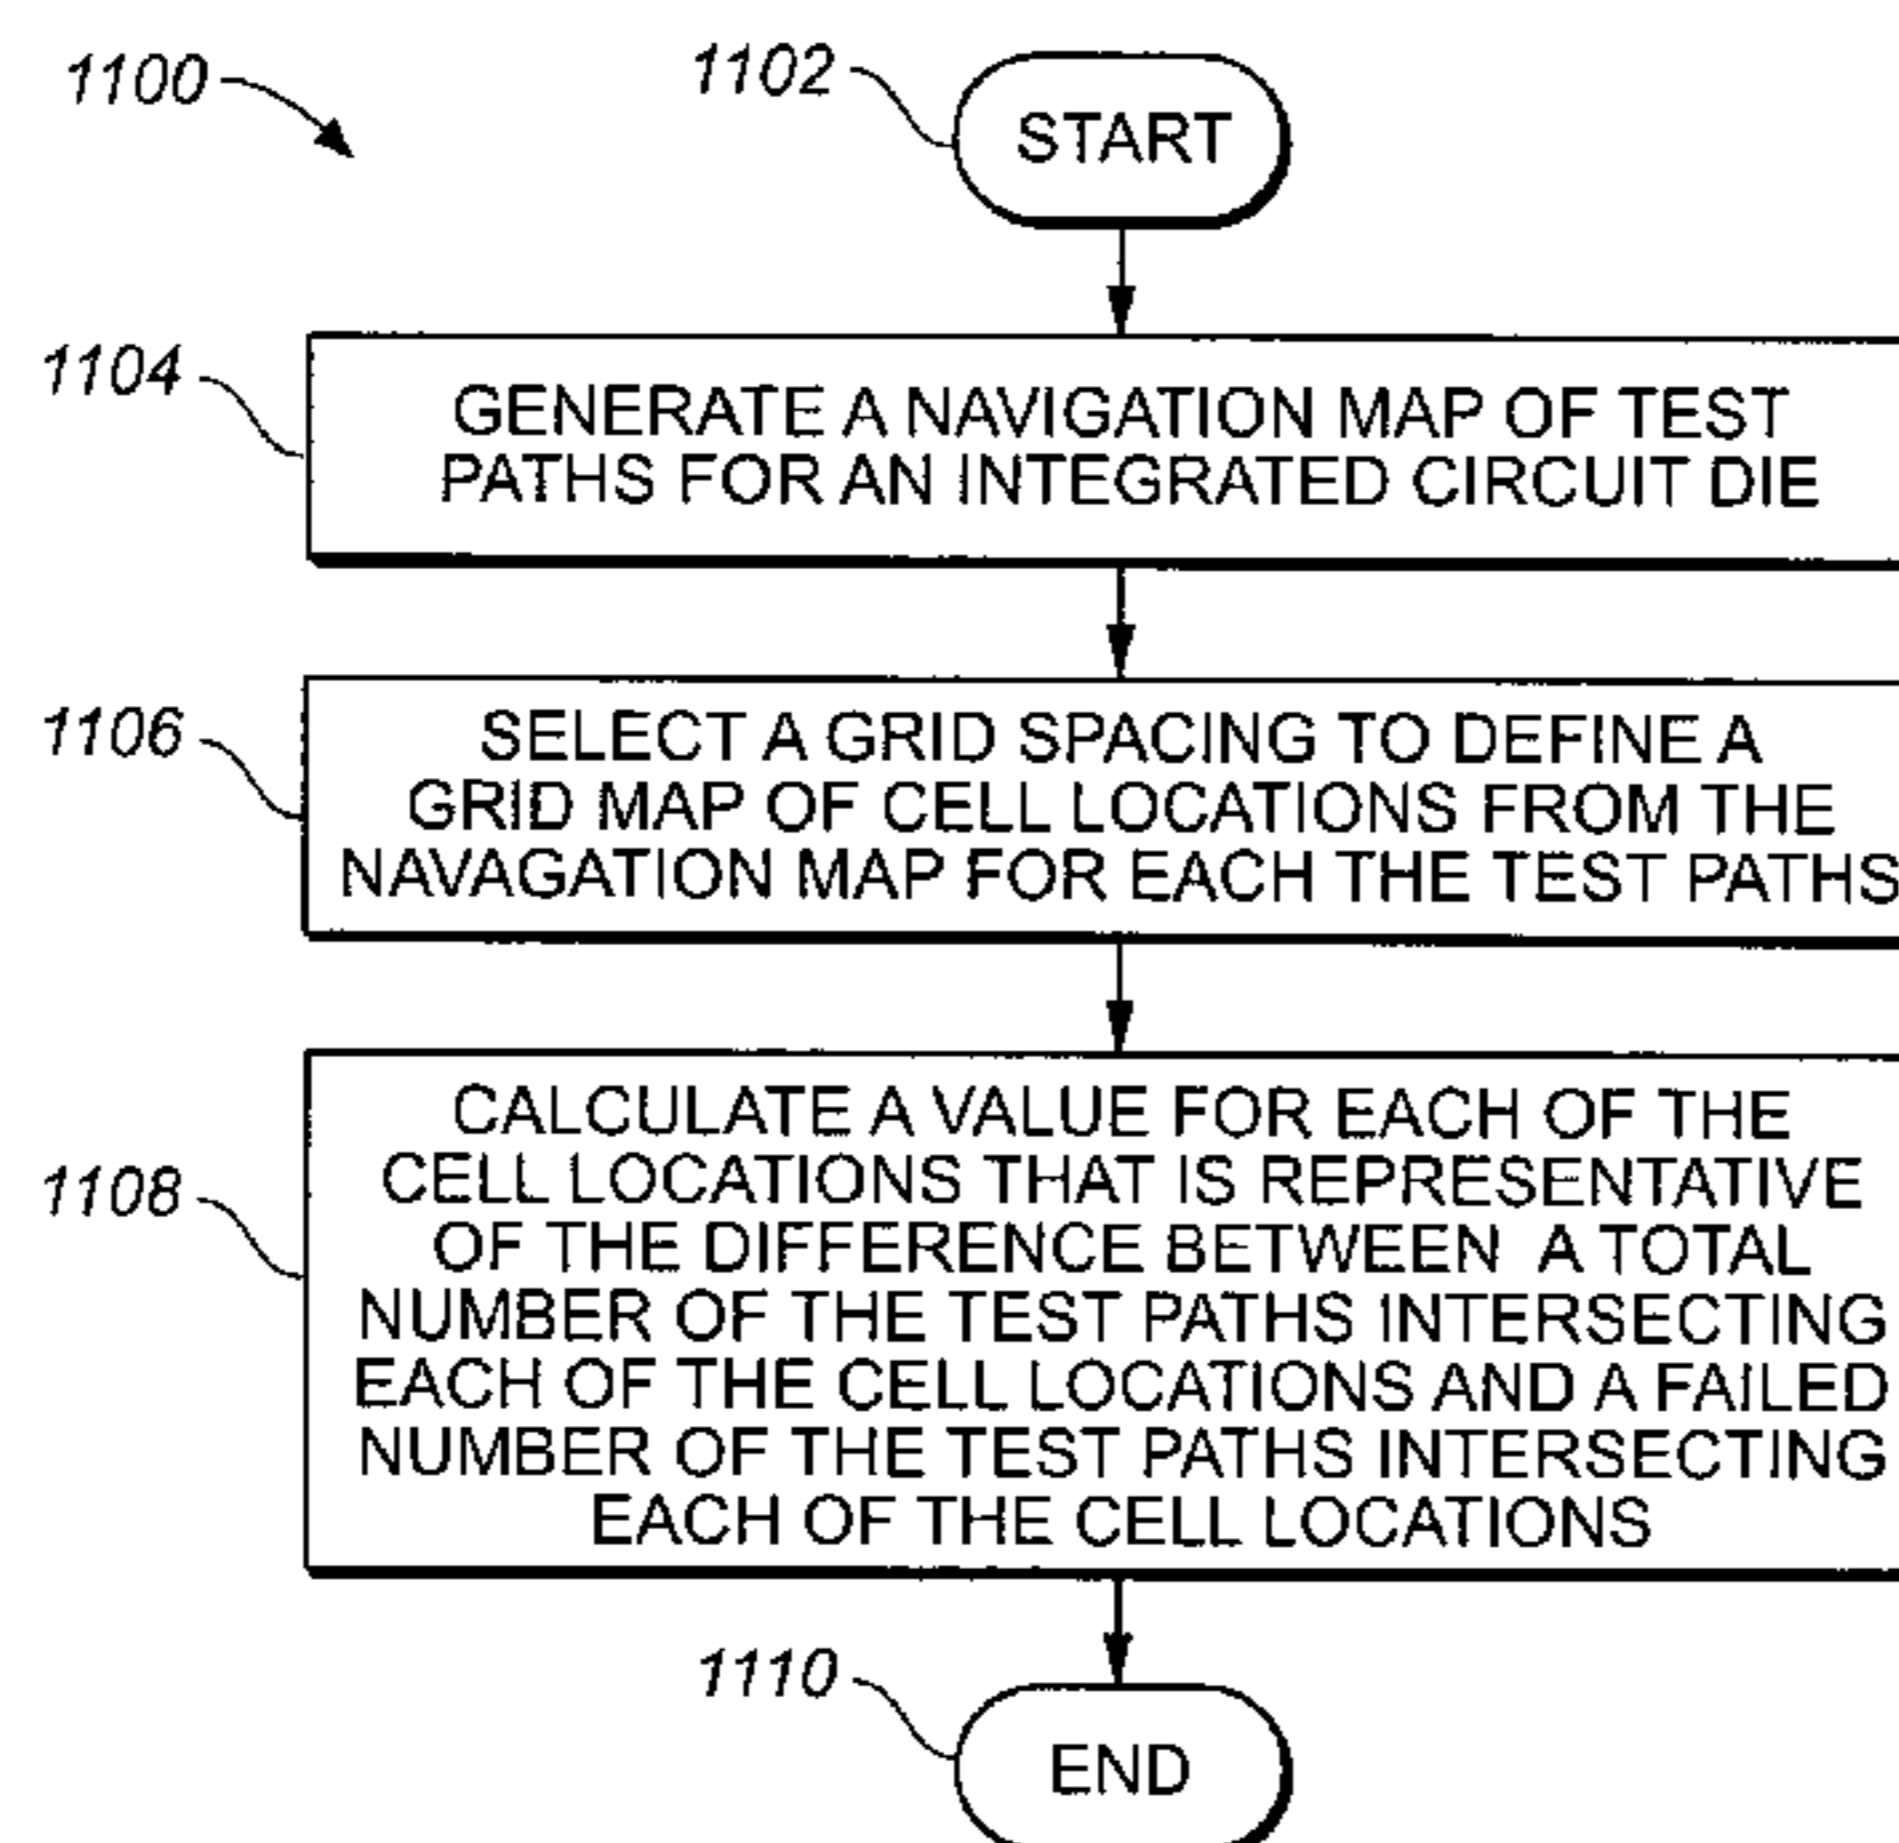 1100
1102
START
1104
GENERATE A NAVIGATION MAP OF TEST
PATHS FOR AN INTEGRATED CIRCUIT DIE
1106
SELECT A GRID SPACING TO DEFINE A
GRID MAP OF CELL LOCATIONS FROM THE
NAVAGATION MAP FOR EACH THE TEST PATHS
1108
CALCULATE A VALUE FOR EACH OF THE
CELL LOCATIONS THAT IS REPRESENTATIVE
OF THE DIFFERENCE BETWEEN A TOTAL
NUMBER OF THE TEST PATHS INTERSECTING
EACH OF THE CELL LOCATIONS AND A FAILED
NUMBER OF THE TEST PATHS INTERSECTING
EACH OF THE CELL LOCATIONS
1110
END